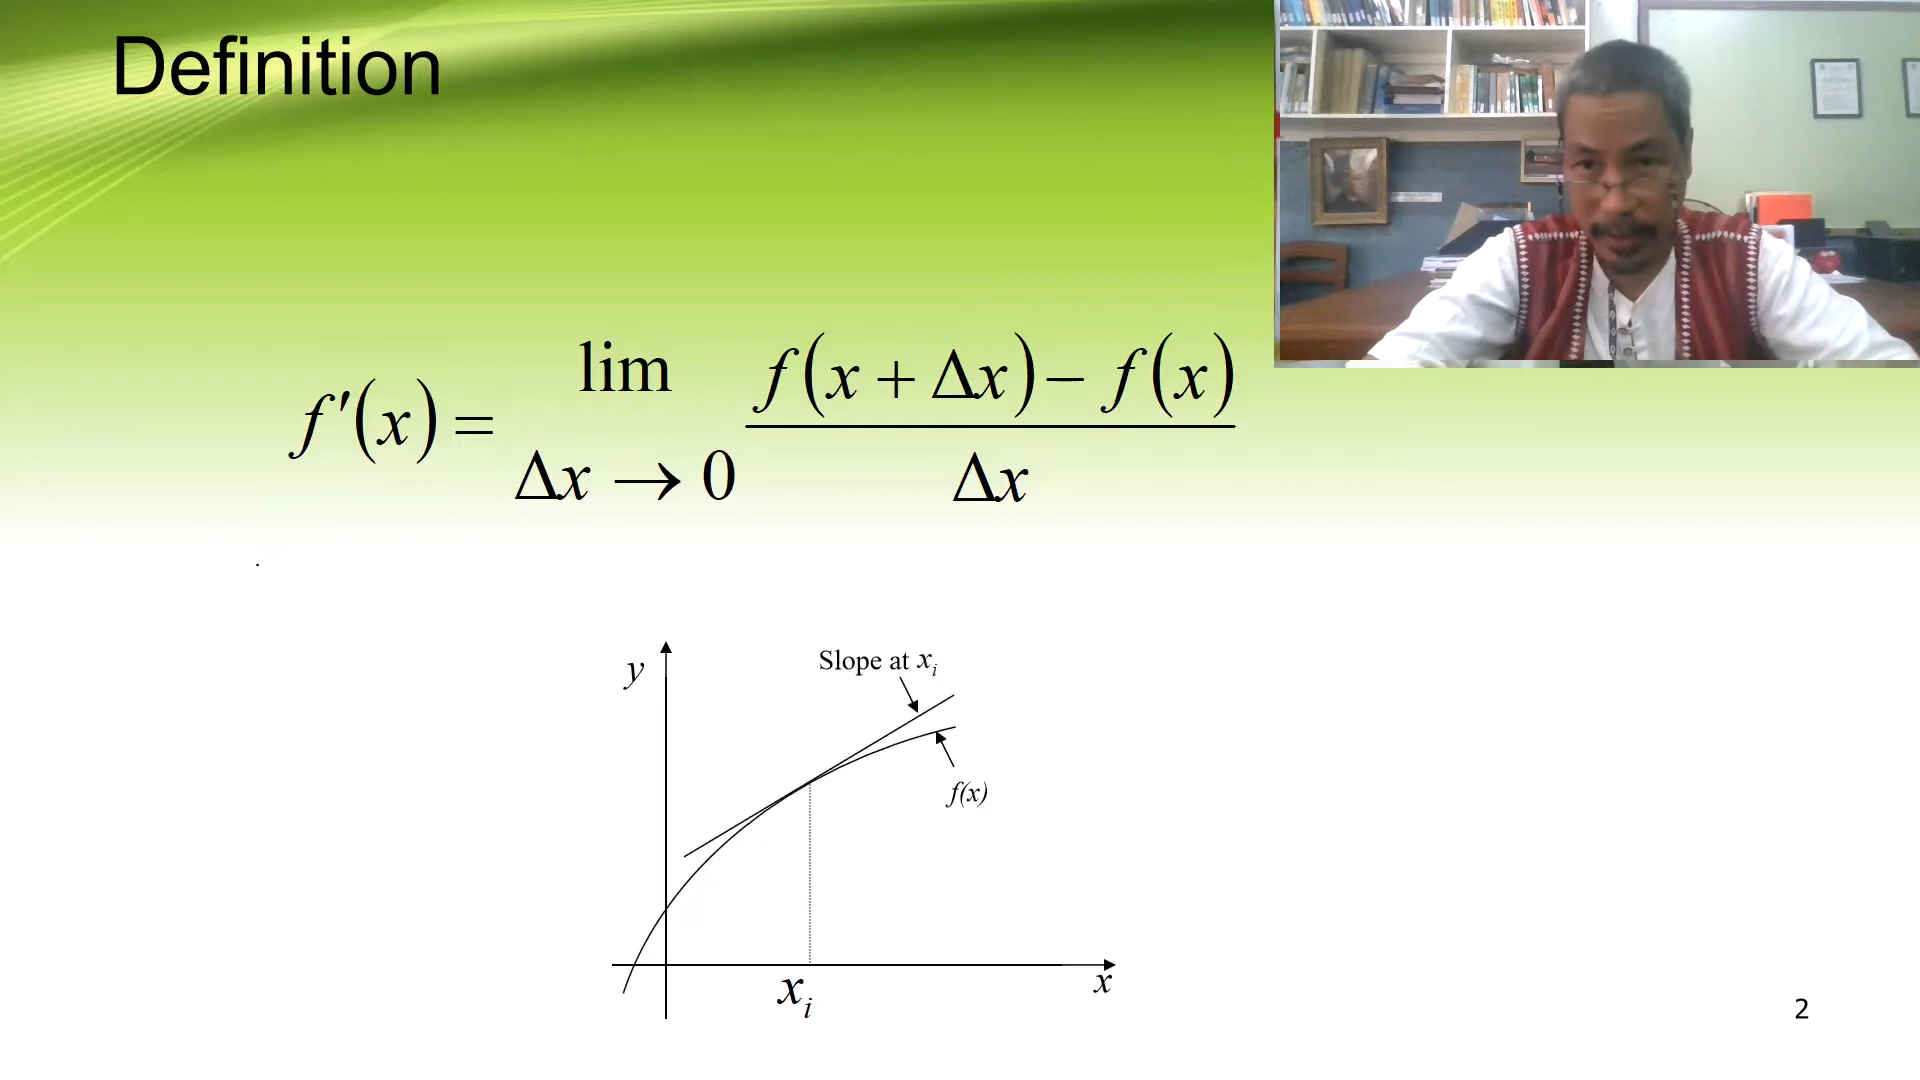 Definition
f′(x) = lim Δx → 0 f(x + Δx) − f(x) / Δx
y
Slope at xᵢ
f(x)
xᵢ
x
2